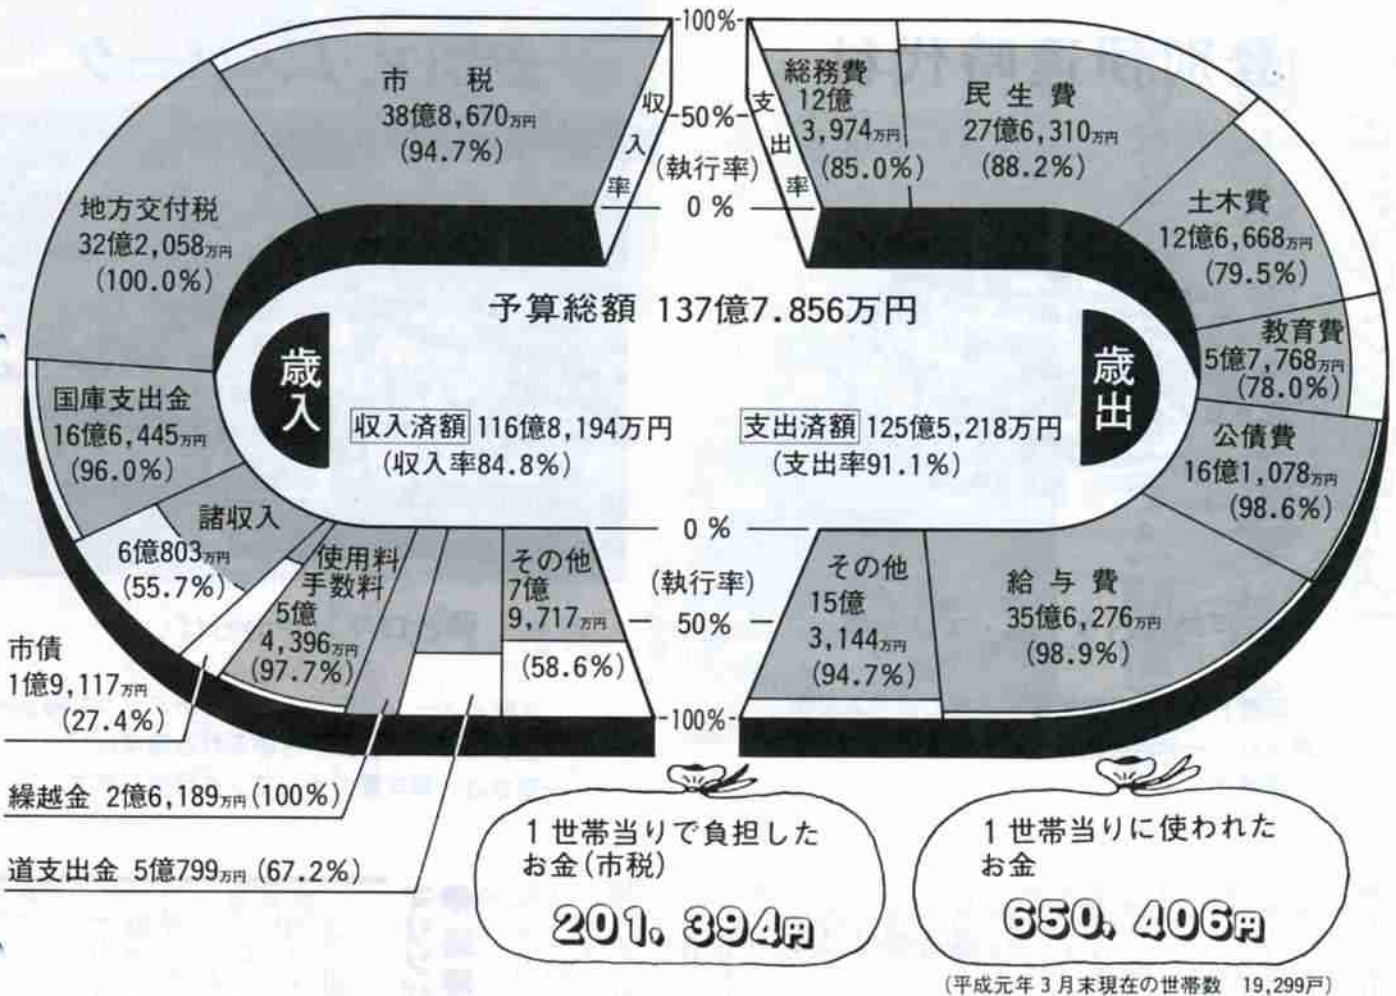 -100%-
-50%-
(執行率)
0 %
収入率
支出率
市 税
38億8,670万円
(94.7%)
地方交付税
32億2,058万円
(100.0%)
国庫支出金
16億6,445万円
(96.0%)
諸収入
6億803万円
(55.7%)
市債
1億9,117万円
(27.4%)
使用料
手数料
5億
4,396万円
(97.7%)
繰越金 2億6,189万円(100%)
道支出金 5億799万円(67.2%)
その他
7億
9,717万円
(58.6%)
総務費
12億
3,974万円
(85.0%)
民生費
27億6,310万円
(88.2%)
土木費
12億6,668万円
(79.5%)
教育費
5億7,768万円
(78.0%)
公債費
16億1,078万円
(98.6%)
給与費
35億6,276万円
(98.9%)
その他
15億
3,144万円
(94.7%)
予算総額 137億7.856万円
歳入
収入済額 116億8,194万円
(収入率84.8%)
歳出
支出済額 125億5,218万円
(支出率91.1%)
0 %
(執行率)
50%
-100%-
1世帯当りで負担した
お金(市税)
201,394円
1世帯当りに使われた
お金
650,406円
(平成元年3月末現在の世帯数 19,299戸)